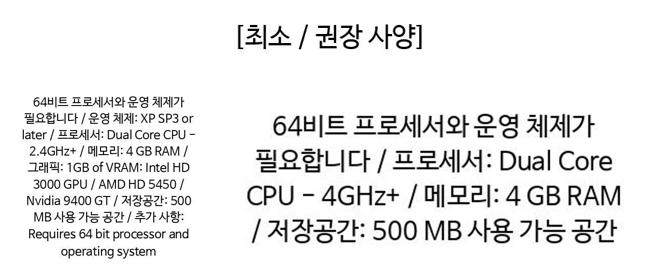 [최소 / 권장 사양]
64비트 프로세서와 운영 체제가
필요합니다 / 운영 체제: XP SP3 or
later / 프로세서: Dual Core CPU -
2.4GHz+ / 메모리: 4 GB RAM /
그래픽: 1GB of VRAM: Intel HD
3000 GPU / AMD HD 5450 /
Nvidia 9400 GT / 저장공간: 500
MB 사용 가능 공간 / 추가 사항:
Requires 64 bit processor and
operating system
64비트 프로세서와 운영 체제가
필요합니다 / 프로세서: Dual Core
CPU - 4GHz+ / 메모리: 4 GB RAM
/ 저장공간: 500 MB 사용 가능 공간